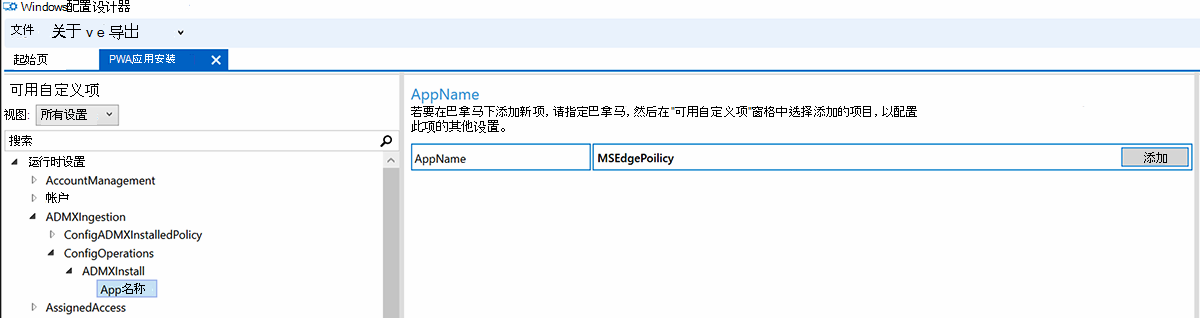 Windows配置设计器
文件 关于 v e 导出
起始页 PWA应用安装
可用自定义项
视图: 所有设置
搜索
运行时设置
AccountManagement
帐户
ADMXIngestion
ConfigADMXInstalledPolicy
ConfigOperations
ADMXInstall
App名称
AssignedAccess
AppName
若要在巴拿马下添加新项, 请指定巴拿马, 然后在"可用自定义项"窗格中选择添加的项目, 以配置
此项的其他设置。
AppName MSEdgePoilicy 添加